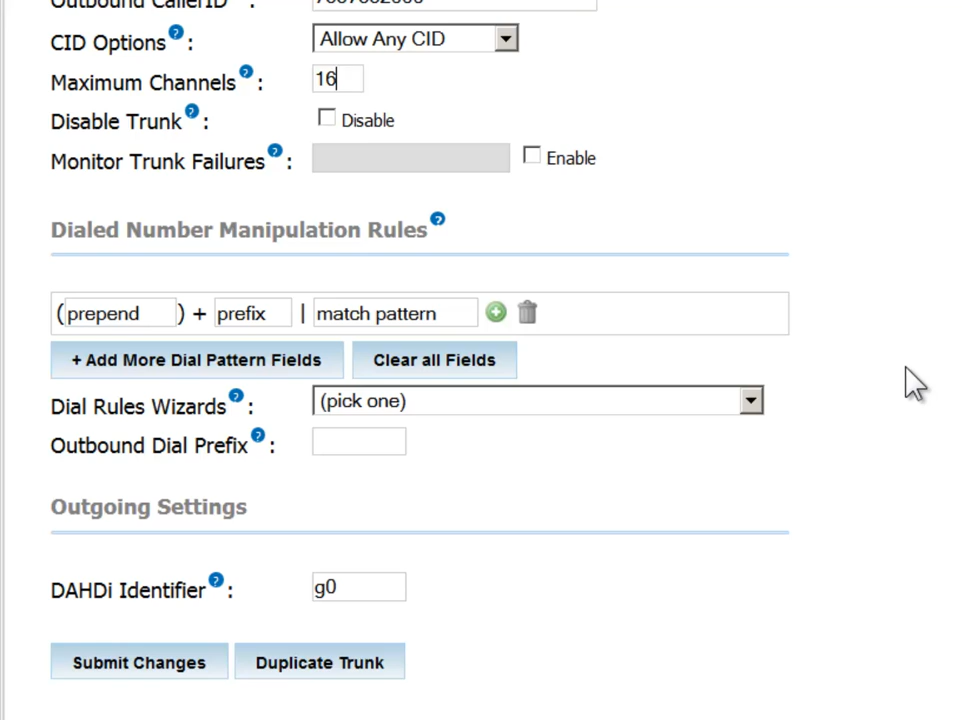 Outbound CallerID :
CID Options ? : Allow Any CID
Maximum Channels ? : 16
Disable Trunk ? : Disable
Monitor Trunk Failures ? : Enable
Dialed Number Manipulation Rules ?
(prepend ) + prefix | match pattern
+ Add More Dial Pattern Fields Clear all Fields
Dial Rules Wizards ? : (pick one)
Outbound Dial Prefix ? :
Outgoing Settings
DAHDi Identifier ? : g0
Submit Changes Duplicate Trunk